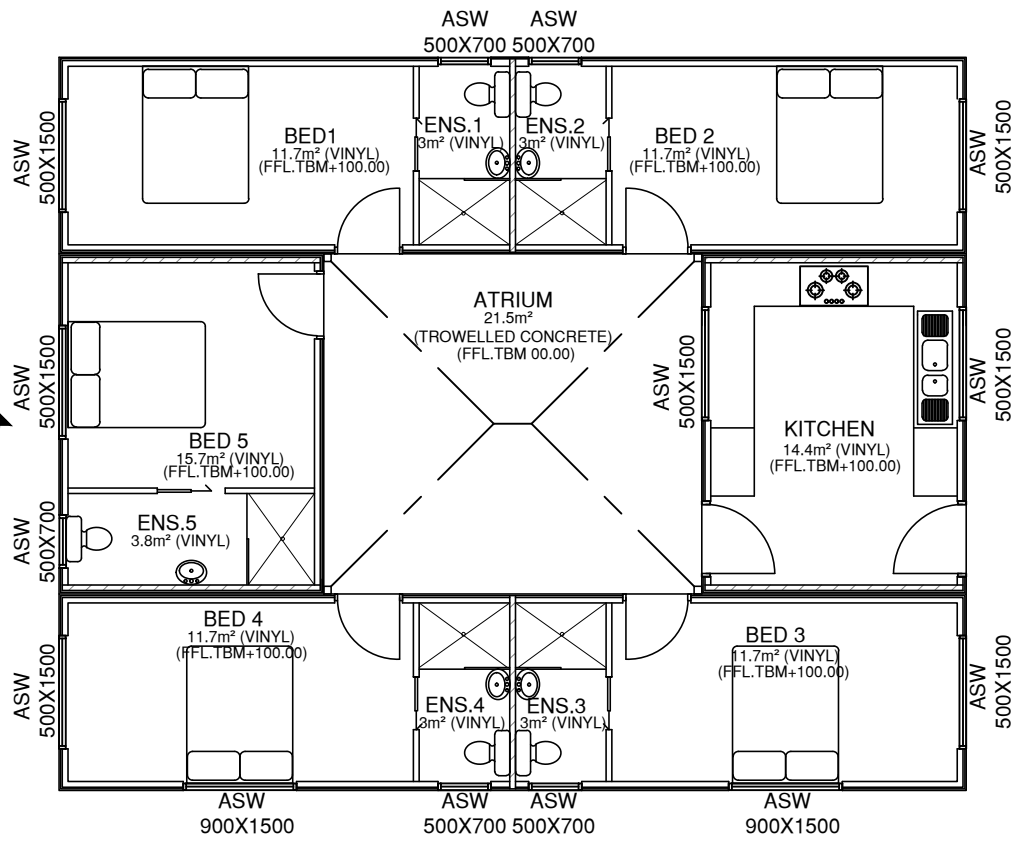 ASW
500X700
ASW
500X700
ASW
500X1500
BED1
11.7m² (VINYL)
(FFL.TBM+100.00)
ENS.1
3m² (VINYL)
ENS.2
3m² (VINYL)
BED 2
11.7m² (VINYL)
(FFL.TBM+100.00)
ASW
500X1500
ATRIUM
21.5m²
(TROWELLED CONCRETE)
(FFL.TBM 00.00)
ASW
500X1500
ASW
500X1500
ASW
500X1500
BED 5
15.7m² (VINYL)
(FFL.TBM+100.00)
KITCHEN
14.4m² (VINYL)
(FFL.TBM+100.00)
ASW
500X700
ENS.5
3.8m² (VINYL)
BED 4
11.7m² (VINYL)
(FFL.TBM+100.00)
BED 3
11.7m² (VINYL)
(FFL.TBM+100.00)
ASW
500X1500
ENS.4
3m² (VINYL)
ENS.3
3m² (VINYL)
ASW
500X1500
ASW
900X1500
ASW
500X700
ASW
500X700
ASW
900X1500